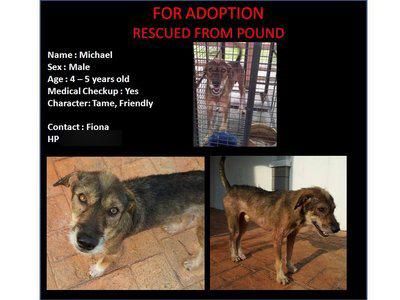 FOR ADOPTION
RESCUED FROM POUND
Name : Michael
Sex : Male
Age : 4 – 5 years old
Medical Checkup : Yes
Character: Tame, Friendly
Contact : Fiona
HP